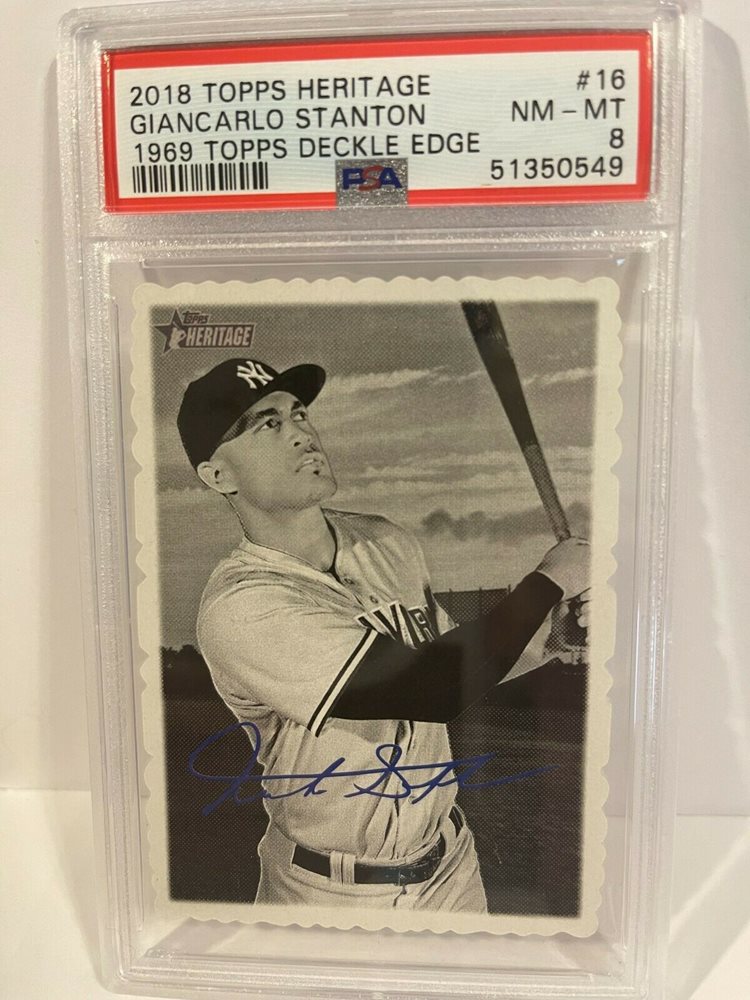 2018 TOPPS HERITAGE #16
GIANCARLO STANTON NM - MT
1969 TOPPS DECKLE EDGE 8
PSA 51350549
TOPPS
HERITAGE
NY